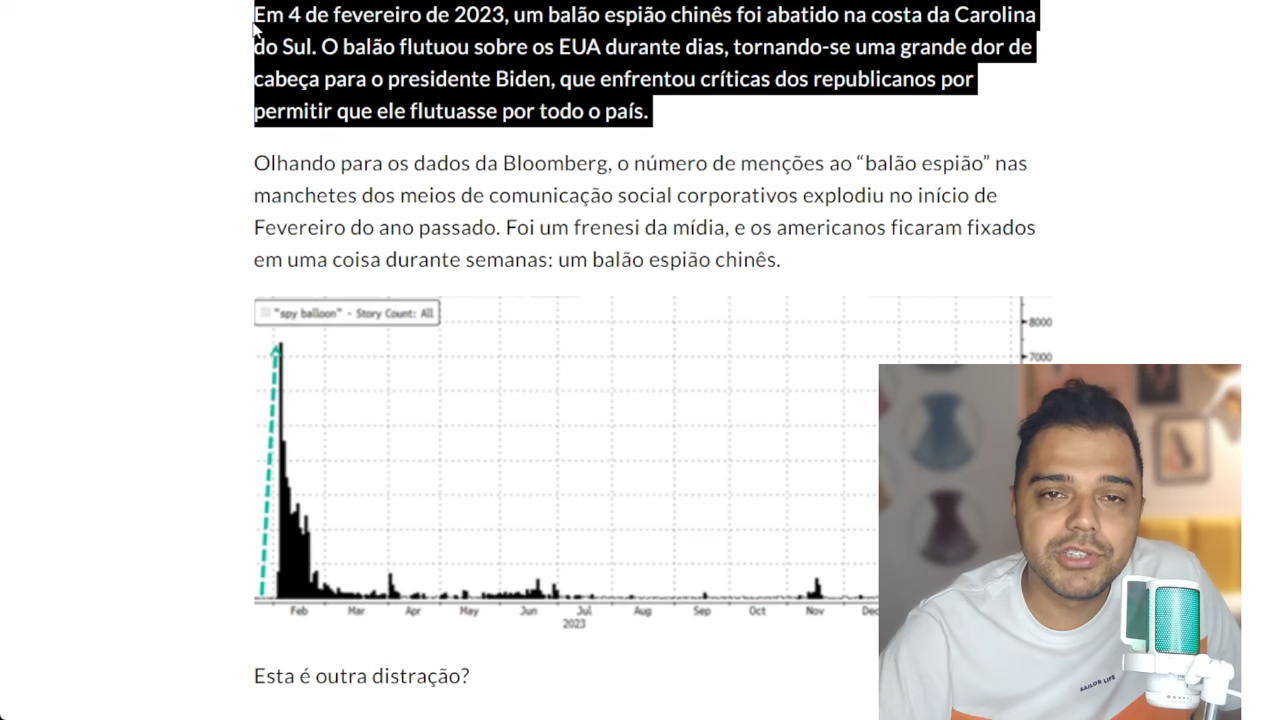 Em 4 de fevereiro de 2023, um balão espião chinês foi abatido na costa da Carolina
do Sul. O balão flutuou sobre os EUA durante dias, tornando-se uma grande dor de
cabeça para o presidente Biden, que enfrentou críticas dos republicanos por
permitir que ele flutuasse por todo o país.
Olhando para os dados da Bloomberg, o número de menções ao “balão espião” nas
manchetes dos meios de comunicação social corporativos explodiu no início de
Fevereiro do ano passado. Foi um frenesi da mídia, e os americanos ficaram fixados
em uma coisa durante semanas: um balão espião chinês.
"spy balloon" - Story Count: All
8000
7000
Feb Mar Apr May Jun Jul Aug Sep Oct Nov Dec
2023
SAILOR LIFE
Esta é outra distração?